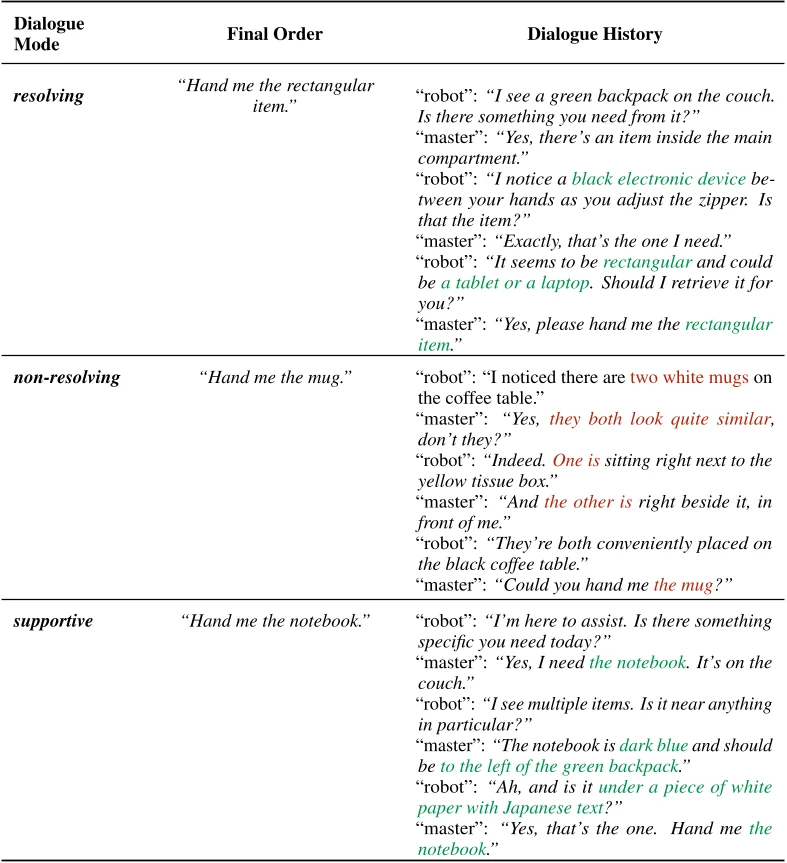 Dialogue
Mode
Final Order
Dialogue History
resolving
“Hand me the rectangular
item.”
“robot”: “I see a green backpack on the couch.
Is there something you need from it?”
“master”: “Yes, there’s an item inside the main
compartment.”
“robot”: “I notice a black electronic device be-
tween your hands as you adjust the zipper. Is
that the item?”
“master”: “Exactly, that’s the one I need.”
“robot”: “It seems to be rectangular and could
be a tablet or a laptop. Should I retrieve it for
you?”
“master”: “Yes, please hand me the rectangular
item.”
non-resolving
“Hand me the mug.”
“robot”: “I noticed there are two white mugs on
the coffee table.”
“master”: “Yes, they both look quite similar,
don’t they?”
“robot”: “Indeed. One is sitting right next to the
yellow tissue box.”
“master”: “And the other is right beside it, in
front of me.”
“robot”: “They’re both conveniently placed on
the black coffee table.”
“master”: “Could you hand me the mug?”
supportive
“Hand me the notebook.”
“robot”: “I’m here to assist. Is there something
specific you need today?”
“master”: “Yes, I need the notebook. It’s on the
couch.”
“robot”: “I see multiple items. Is it near anything
in particular?”
“master”: “The notebook is dark blue and should
be to the left of the green backpack.”
“robot”: “Ah, and is it under a piece of white
paper with Japanese text?”
“master”: “Yes, that’s the one. Hand me the
notebook.”